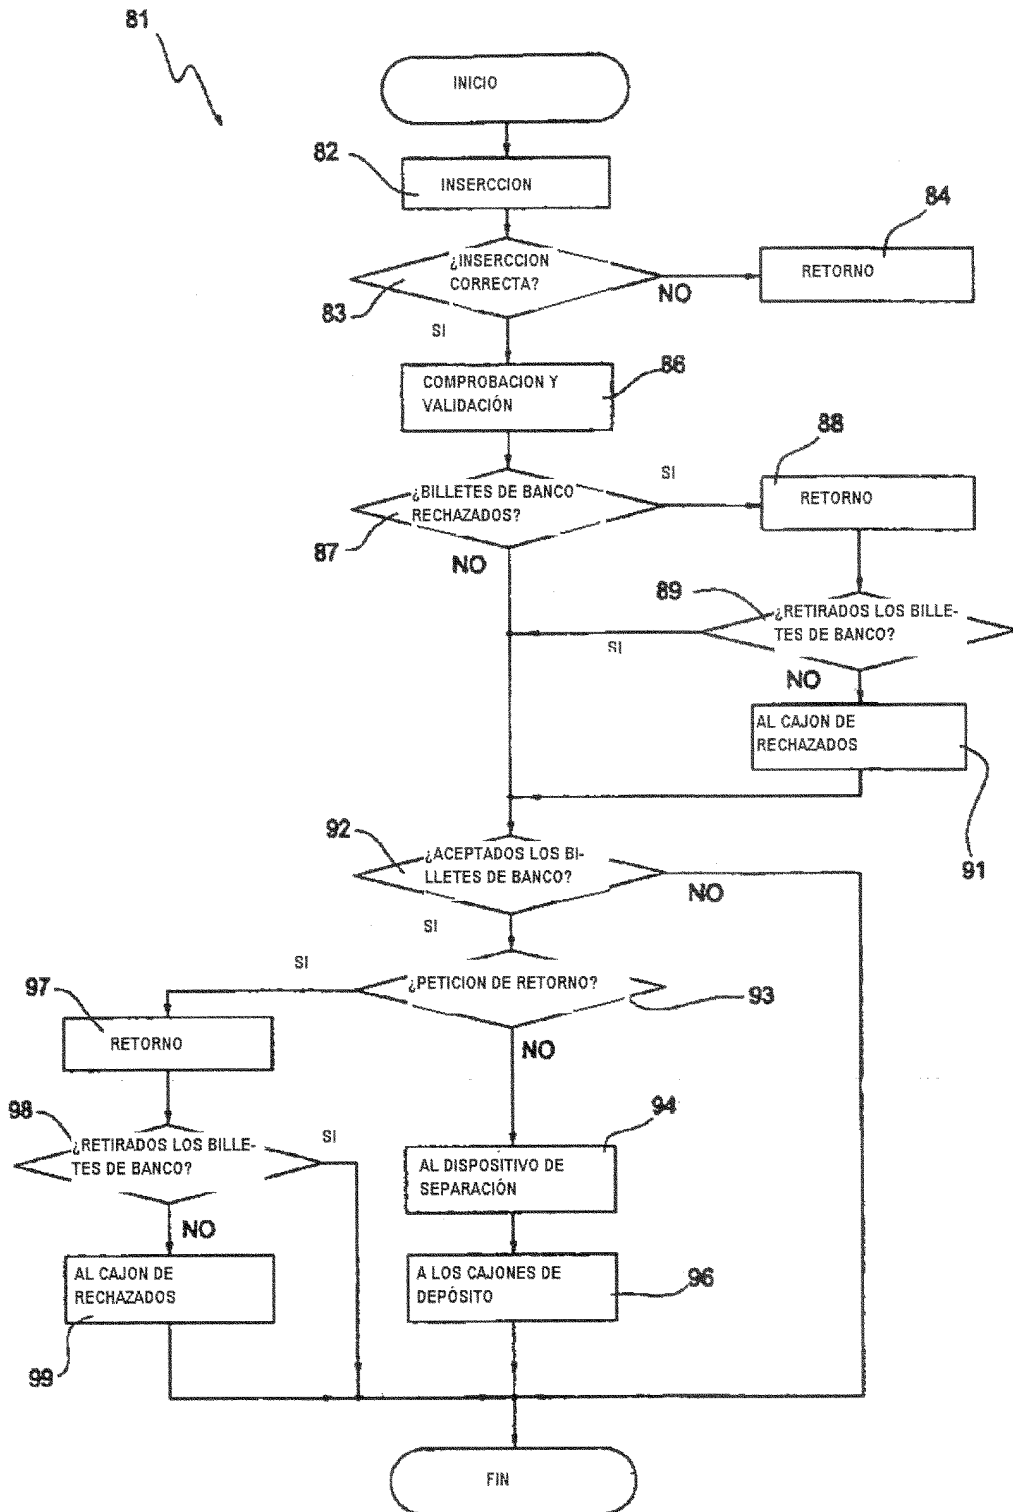 81
INICIO
82
INSERCCION
84
¿INSERCCION
CORRECTA?
RETORNO
83
NO
SI
86
COMPROBACION Y
VALIDACIÓN
88
SI
¿BILLETES DE BANCO
RECHAZADOS?
RETORNO
87
NO
89
¿RETIRADOS LOS BILLE-
TES DE BANCO?
SI
NO
AL CAJON DE
RECHAZADOS
92
¿ACEPTADOS LOS BI-
LLETES DE BANCO?
91
NO
SI
SI
¿PETICION DE RETORNO?
93
97
RETORNO
NO
94
98
¿RETIRADOS LOS BILLE-
TES DE BANCO?
SI
AL DISPOSITIVO DE
SEPARACIÓN
NO
AL CAJON DE
RECHAZADOS
A LOS CAJONES DE
DEPÓSITO
96
99
FIN